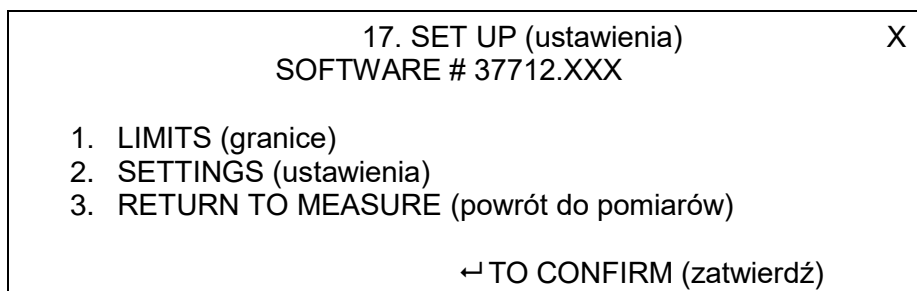 17. SET UP (ustawienia) X
SOFTWARE # 37712.XXX
1. LIMITS (granice)
2. SETTINGS (ustawienia)
3. RETURN TO MEASURE (powrót do pomiarów)
↵ TO CONFIRM (zatwierdź)